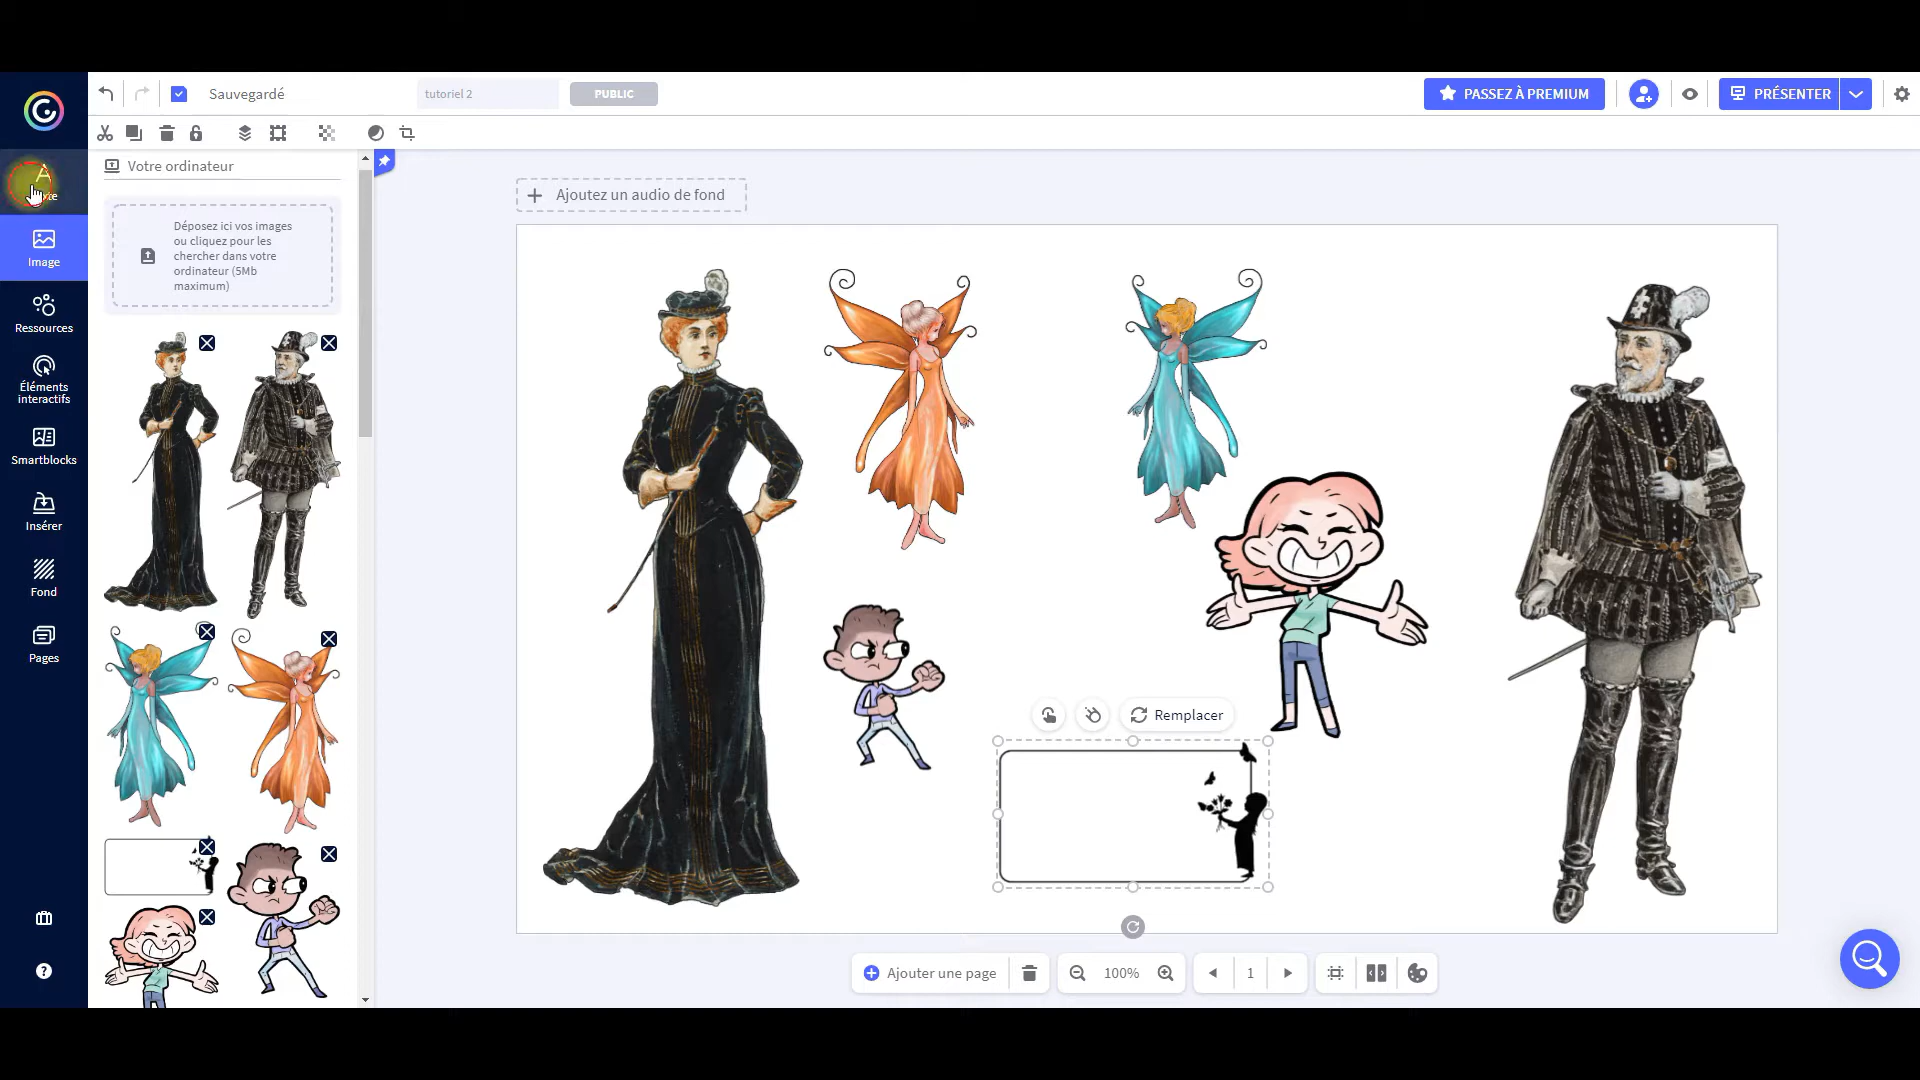 Sauvegardé
tutoriel 2
PUBLIC
PASSEZ À PREMIUM
PRÉSENTER
Votre ordinateur
Déposez ici vos images
ou cliquez pour les
chercher dans votre
ordinateur (5Mb
maximum)
Image
Ressources
Éléments
interactifs
Smartblocks
Insérer
Fond
Pages
Ajoutez un audio de fond
Remplacer
Ajouter une page
100%
1